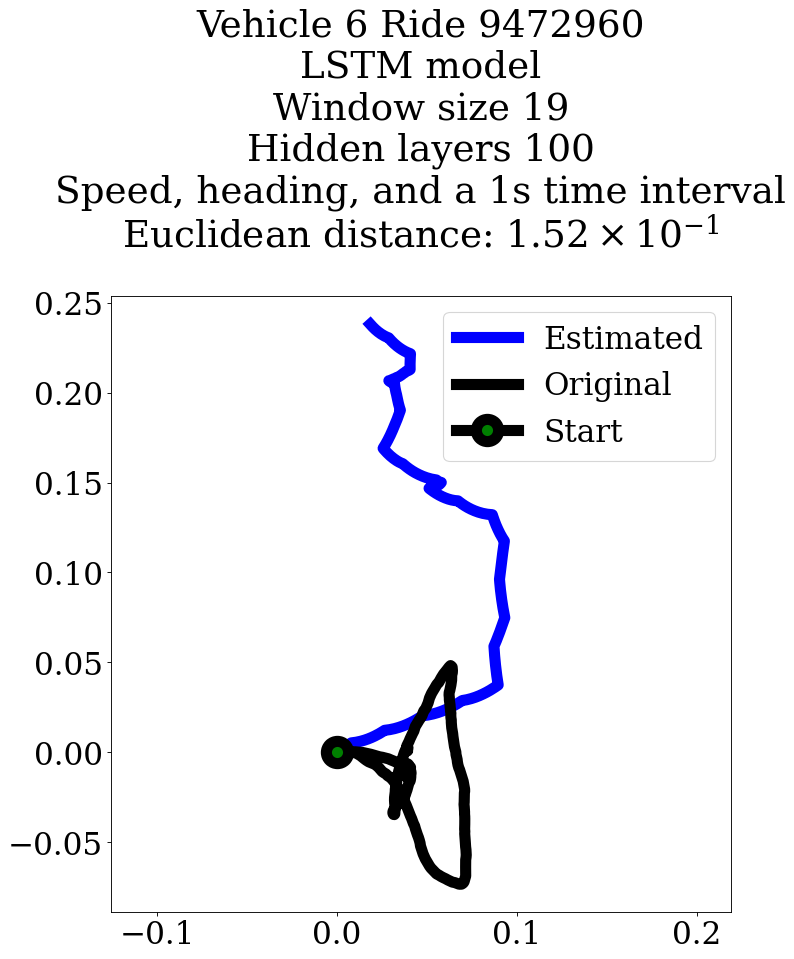 Vehicle 6 Ride 9472960
LSTM model
Window size 19
Hidden layers 100
Speed, heading, and a 1s time interval
Euclidean distance: 1.52 × 10⁻¹
0.25
0.20
0.15
0.10
0.05
0.00
−0.05
Estimated
Original
Start
−0.1 0.0 0.1 0.2